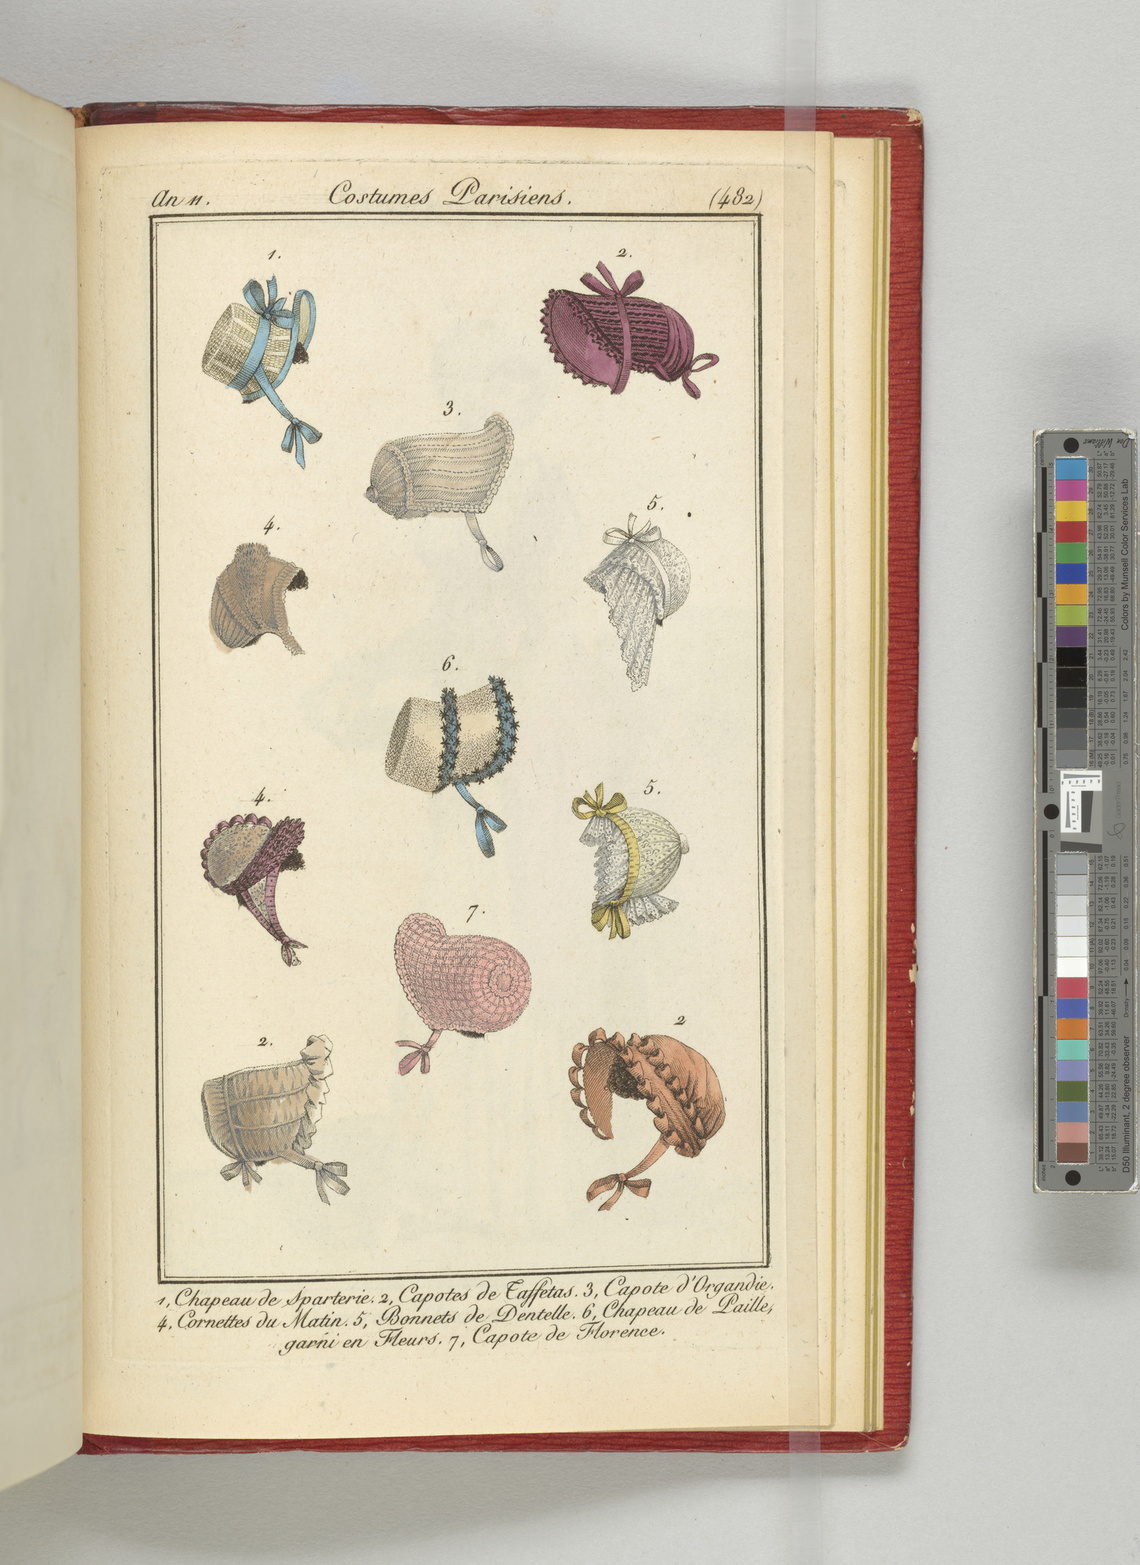 An 11.
Costumes Parisiens.
(482)
1.
2.
3.
4.
5.
6.
4.
5.
7.
2.
2
1, Chapeau de Sparterie. 2, Capotes de Taffetas. 3, Capote d'Organdie.
4, Cornettes du Matin. 5, Bonnets de Dentelle. 6, Chapeau de Paille,
garni en Fleurs. 7, Capote de Florence.
Colors by Munsell Color Services Lab
D50 Illuminant, 2 degree observer